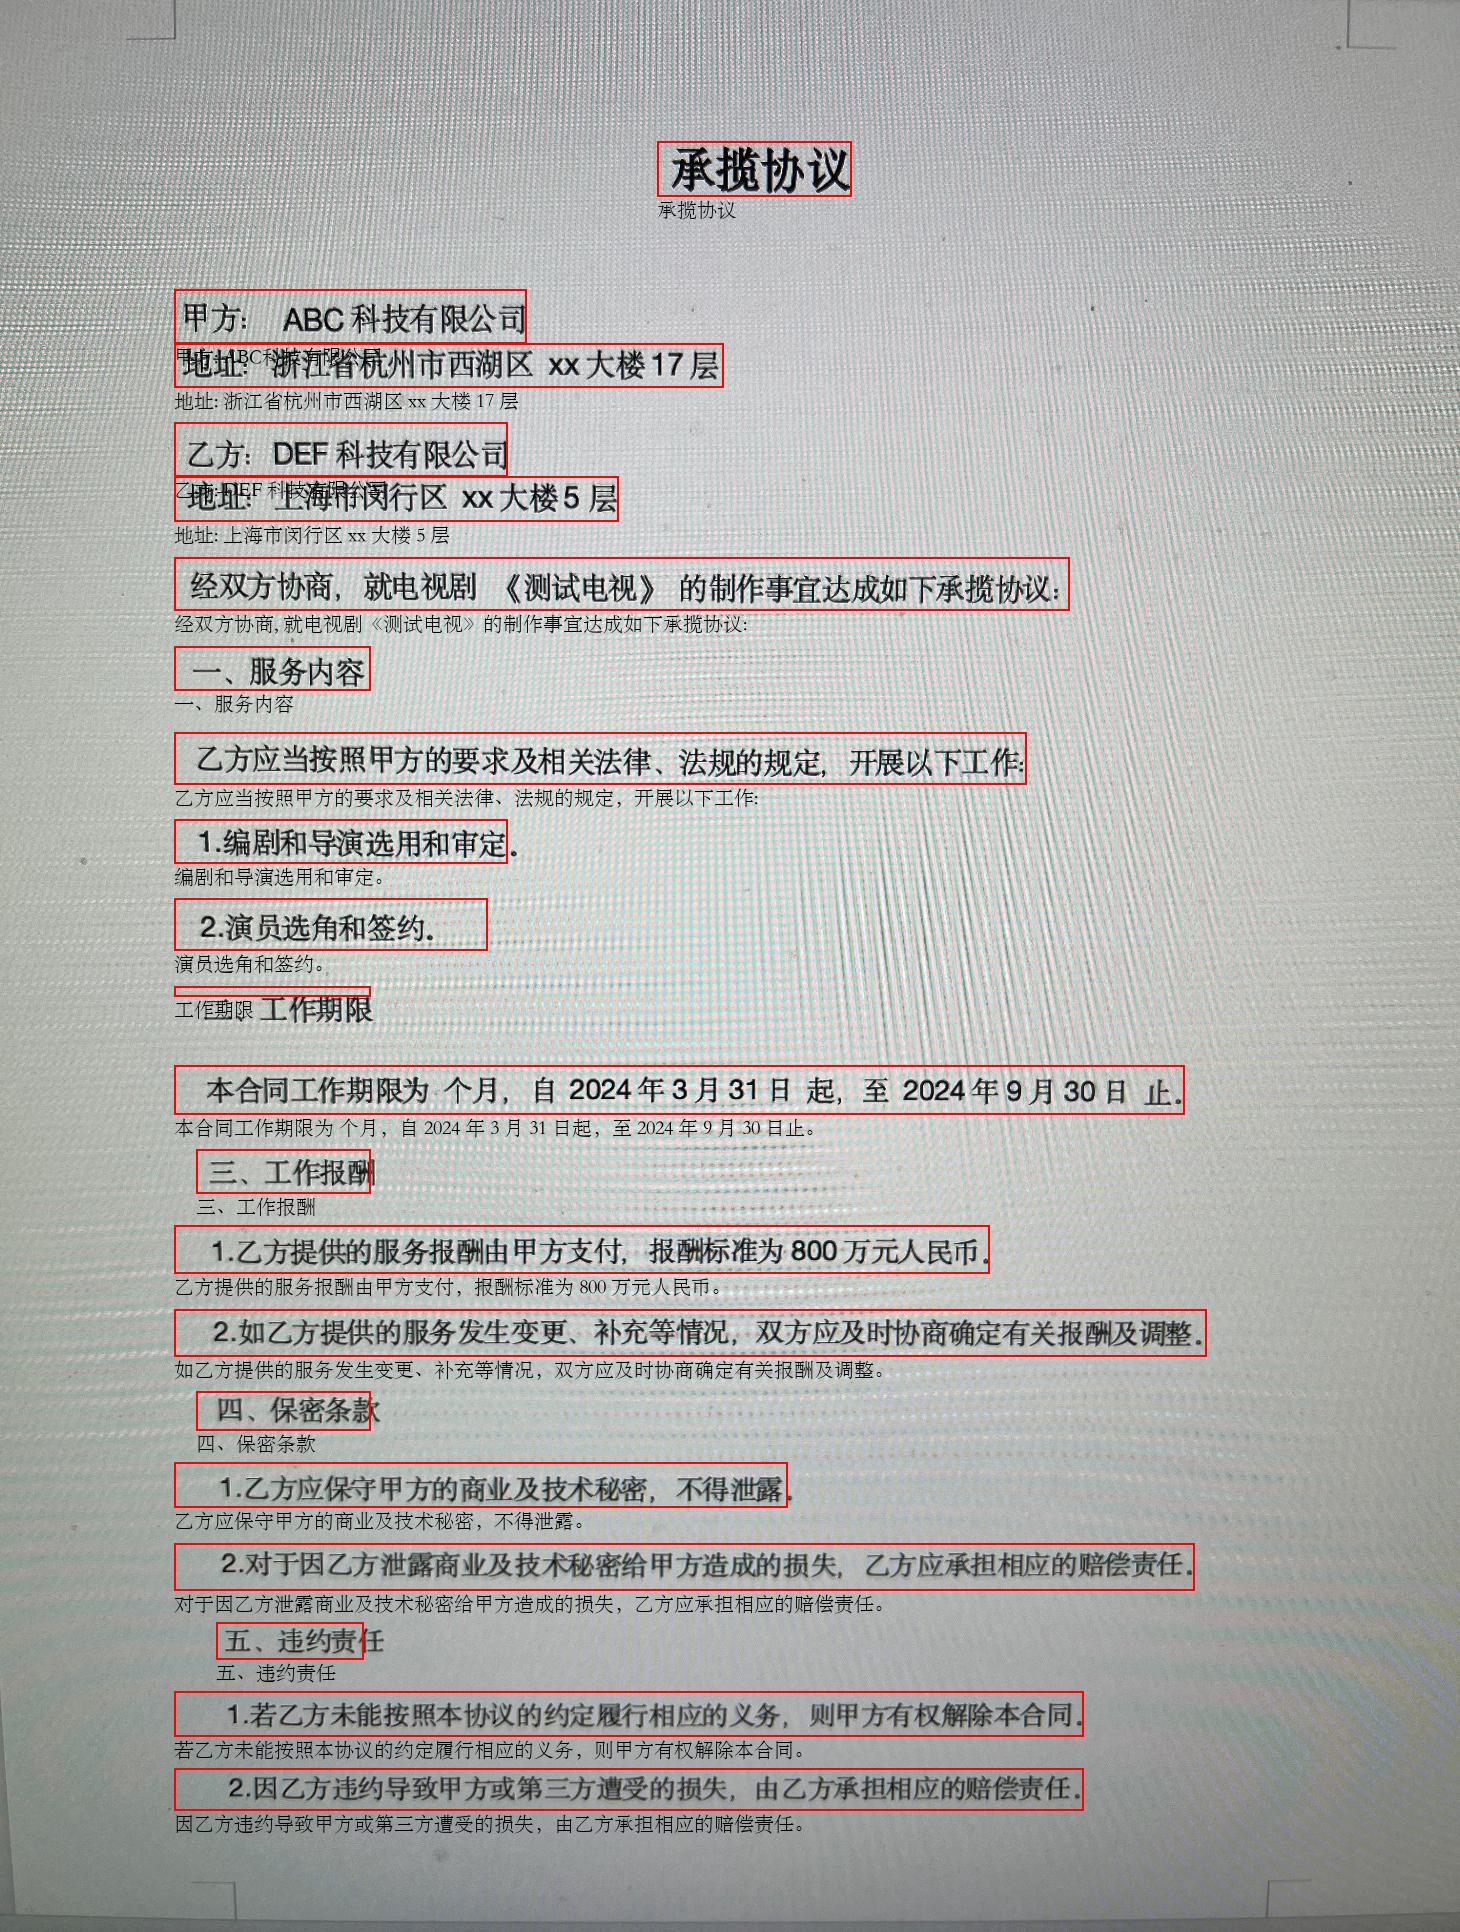 承揽协议
承揽协议
甲方： ABC 科技有限公司
甲方: ABC科技有限公司
地址： 浙江省杭州市西湖区 xx 大楼 17 层
地址: 浙江省杭州市西湖区 xx 大楼 17 层
乙方： DEF 科技有限公司
乙方: DEF 科技有限公司
地址： 上海市闵行区 xx 大楼 5 层
地址: 上海市闵行区 xx 大楼 5 层
经双方协商，就电视剧 《测试电视》 的制作事宜达成如下承揽协议：
经双方协商, 就电视剧《测试电视》的制作事宜达成如下承揽协议:
一、服务内容
一、服务内容
乙方应当按照甲方的要求及相关法律、法规的规定，开展以下工作:
乙方应当按照甲方的要求及相关法律、法规的规定，开展以下工作:
1.编剧和导演选用和审定。
编剧和导演选用和审定。
2.演员选角和签约。
演员选角和签约。
二、工作期限
工作期限
本合同工作期限为 个月，自 2024 年 3 月 31 日 起，至 2024 年 9 月 30 日 止。
本合同工作期限为 个月，自 2024 年 3 月 31 日起，至 2024 年 9 月 30 日止。
三、工作报酬
三、工作报酬
1.乙方提供的服务报酬由甲方支付，报酬标准为 800 万元人民币。
乙方提供的服务报酬由甲方支付，报酬标准为 800 万元人民币。
2.如乙方提供的服务发生变更、补充等情况，双方应及时协商确定有关报酬及调整。
如乙方提供的服务发生变更、补充等情况，双方应及时协商确定有关报酬及调整。
四、保密条款
四、保密条款
1.乙方应保守甲方的商业及技术秘密，不得泄露。
乙方应保守甲方的商业及技术秘密，不得泄露。
2.对于因乙方泄露商业及技术秘密给甲方造成的损失，乙方应承担相应的赔偿责任。
对于因乙方泄露商业及技术秘密给甲方造成的损失，乙方应承担相应的赔偿责任。
五、违约责任
五、违约责任
1.若乙方未能按照本协议的约定履行相应的义务，则甲方有权解除本合同。
若乙方未能按照本协议的约定履行相应的义务，则甲方有权解除本合同。
2.因乙方违约导致甲方或第三方遭受的损失，由乙方承担相应的赔偿责任。
因乙方违约导致甲方或第三方遭受的损失，由乙方承担相应的赔偿责任。